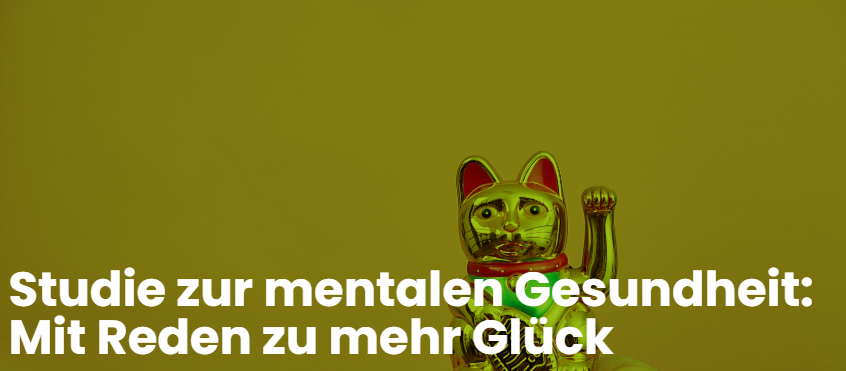 Studie zur mentalen Gesundheit:
Mit Reden zu mehr Glück